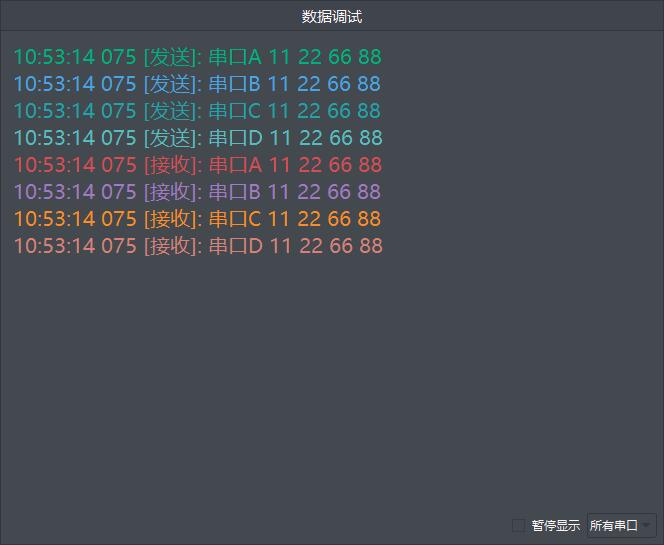 数据调试
10:53:14 075 [发送]: 串口A 11 22 66 88
10:53:14 075 [发送]: 串口B 11 22 66 88
10:53:14 075 [发送]: 串口C 11 22 66 88
10:53:14 075 [发送]: 串口D 11 22 66 88
10:53:14 075 [接收]: 串口A 11 22 66 88
10:53:14 075 [接收]: 串口B 11 22 66 88
10:53:14 075 [接收]: 串口C 11 22 66 88
10:53:14 075 [接收]: 串口D 11 22 66 88
暂停显示 所有串口